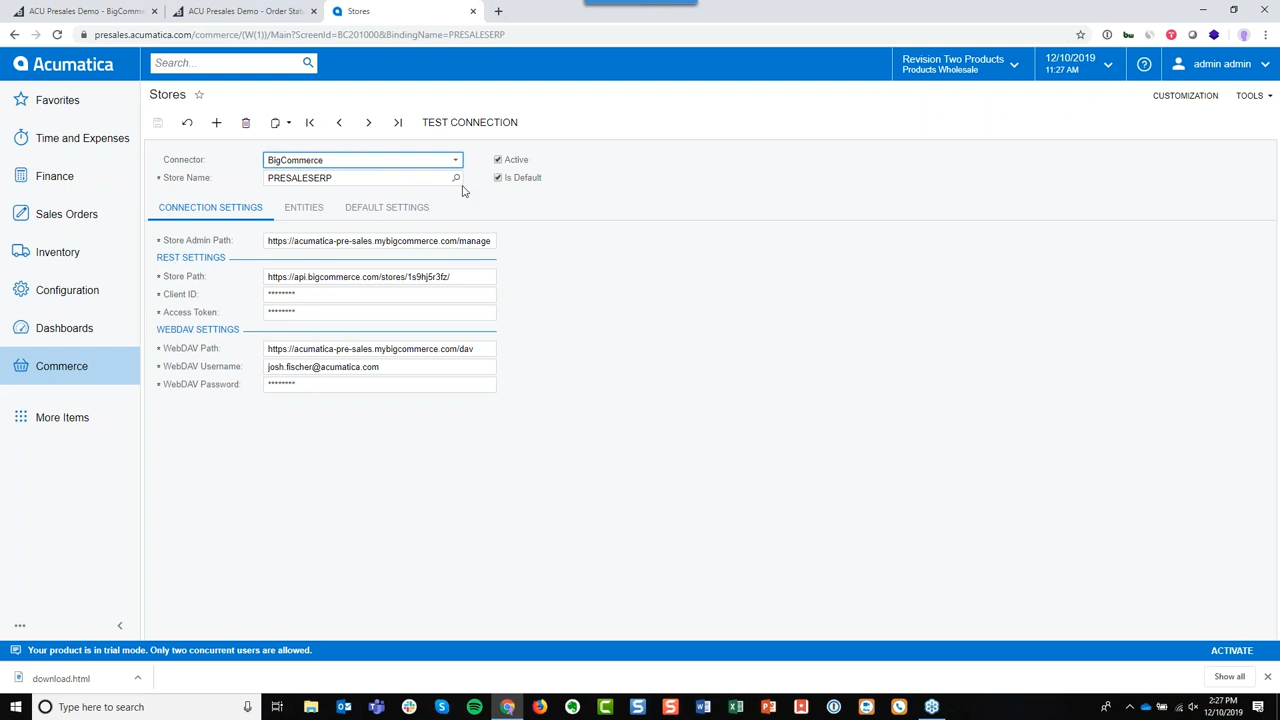 ACU Presales Demo - BigComm
ACU Presales Demo - Order Stat
Stores
presales.acumatica.com/commerce/(W(1))/Main?ScreenId=BC201000&BindingName=PRESALESERP
Acumatica
Search...
Revision Two Products
Products Wholesale
12/10/2019
11:27 AM
admin admin
Favorites
Time and Expenses
Finance
Sales Orders
Inventory
Configuration
Dashboards
Commerce
More Items
Stores
CUSTOMIZATION
TOOLS
TEST CONNECTION
Connector:
BigCommerce
Active
* Store Name:
PRESALESERP
Is Default
CONNECTION SETTINGS
ENTITIES
DEFAULT SETTINGS
* Store Admin Path:
https://acumatica-pre-sales.mybigcommerce.com/manage
REST SETTINGS
* Store Path:
https://api.bigcommerce.com/stores/1s9hj5r3fz/
* Client ID:
********
* Access Token:
********
WEBDAV SETTINGS
* WebDAV Path:
https://acumatica-pre-sales.mybigcommerce.com/dav
* WebDAV Username:
josh.fischer@acumatica.com
* WebDAV Password:
********
Your product is in trial mode. Only two concurrent users are allowed.
ACTIVATE
download.html
Show all
Type here to search
2:27 PM
12/10/2019